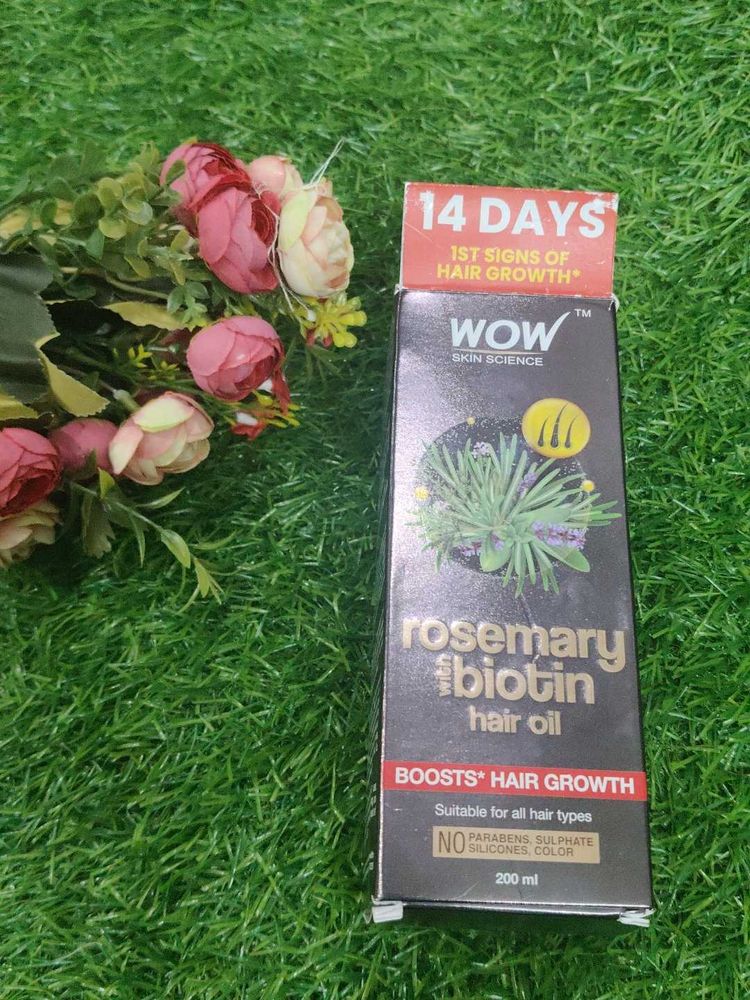 14 DAYS
1ST SIGNS OF
HAIR GROWTH*
WOW™
SKIN SCIENCE
rosemary
with biotin
hair oil
BOOSTS* HAIR GROWTH
Suitable for all hair types
NO PARABENS, SULPHATE
SILICONES, COLOR
200 ml